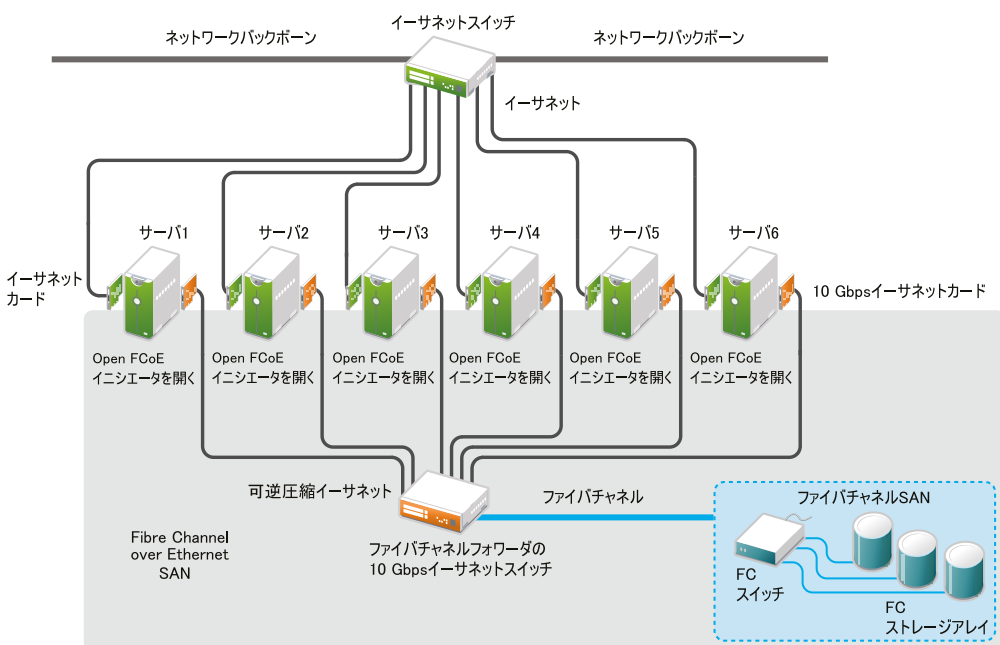 イーサネットスイッチ
ネットワークバックボーン
ネットワークバックボーン
イーサネット
サーバ1
サーバ2
サーバ3
サーバ4
サーバ5
サーバ6
イーサネット
カード
10 Gbpsイーサネットカード
Open FCoE
イニシエータを開く
Open FCoE
イニシエータを開く
Open FCoE
イニシエータを開く
Open FCoE
イニシエータを開く
Open FCoE
イニシエータを開く
Open FCoE
イニシエータを開く
可逆圧縮イーサネット
ファイバチャネル
ファイバチャネルSAN
Fibre Channel
over Ethernet
SAN
ファイバチャネルフォワーダの
10 Gbpsイーサネットスイッチ
FC
スイッチ
FC
ストレージアレイ